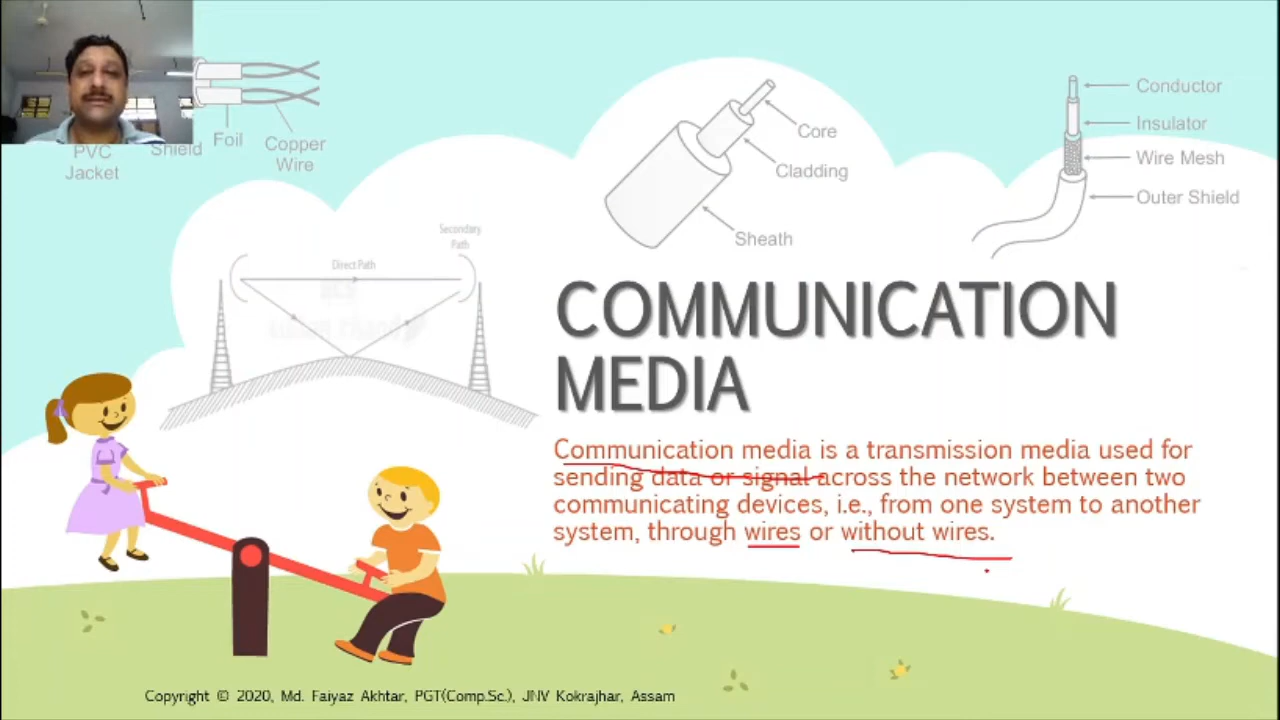 PVC
Jacket
Shield
Foil
Copper
Wire
Core
Cladding
Sheath
Conductor
Insulator
Wire Mesh
Outer Shield
Secondary
Path
Direct Path
COMMUNICATION
MEDIA
Communication media is a transmission media used for
sending data or signal across the network between two
communicating devices, i.e., from one system to another
system, through wires or without wires.
Copyright © 2020, Md. Faiyaz Akhtar, PGT(Comp.Sc.), JNV Kokrajhar, Assam